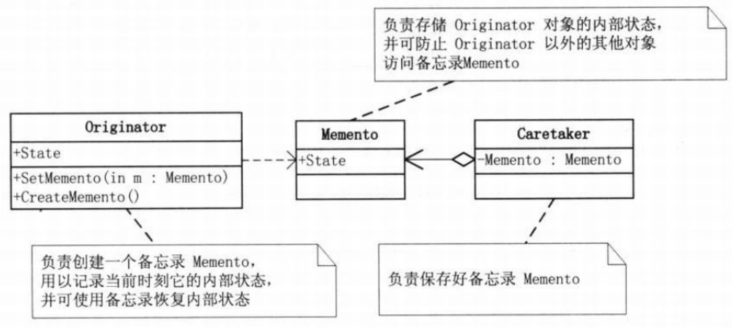 负责存储 Originator 对象的内部状态，
并可防止 Originator 以外的其他对象
访问备忘录Memento
Originator
+State
+SetMemento(in m : Memento)
+CreateMemento()
Memento
+State
Caretaker
-Memento : Memento
负责创建一个备忘录 Memento，
用以记录当前时刻它的内部状态，
并可使用备忘录恢复内部状态
负责保存好备忘录 Memento